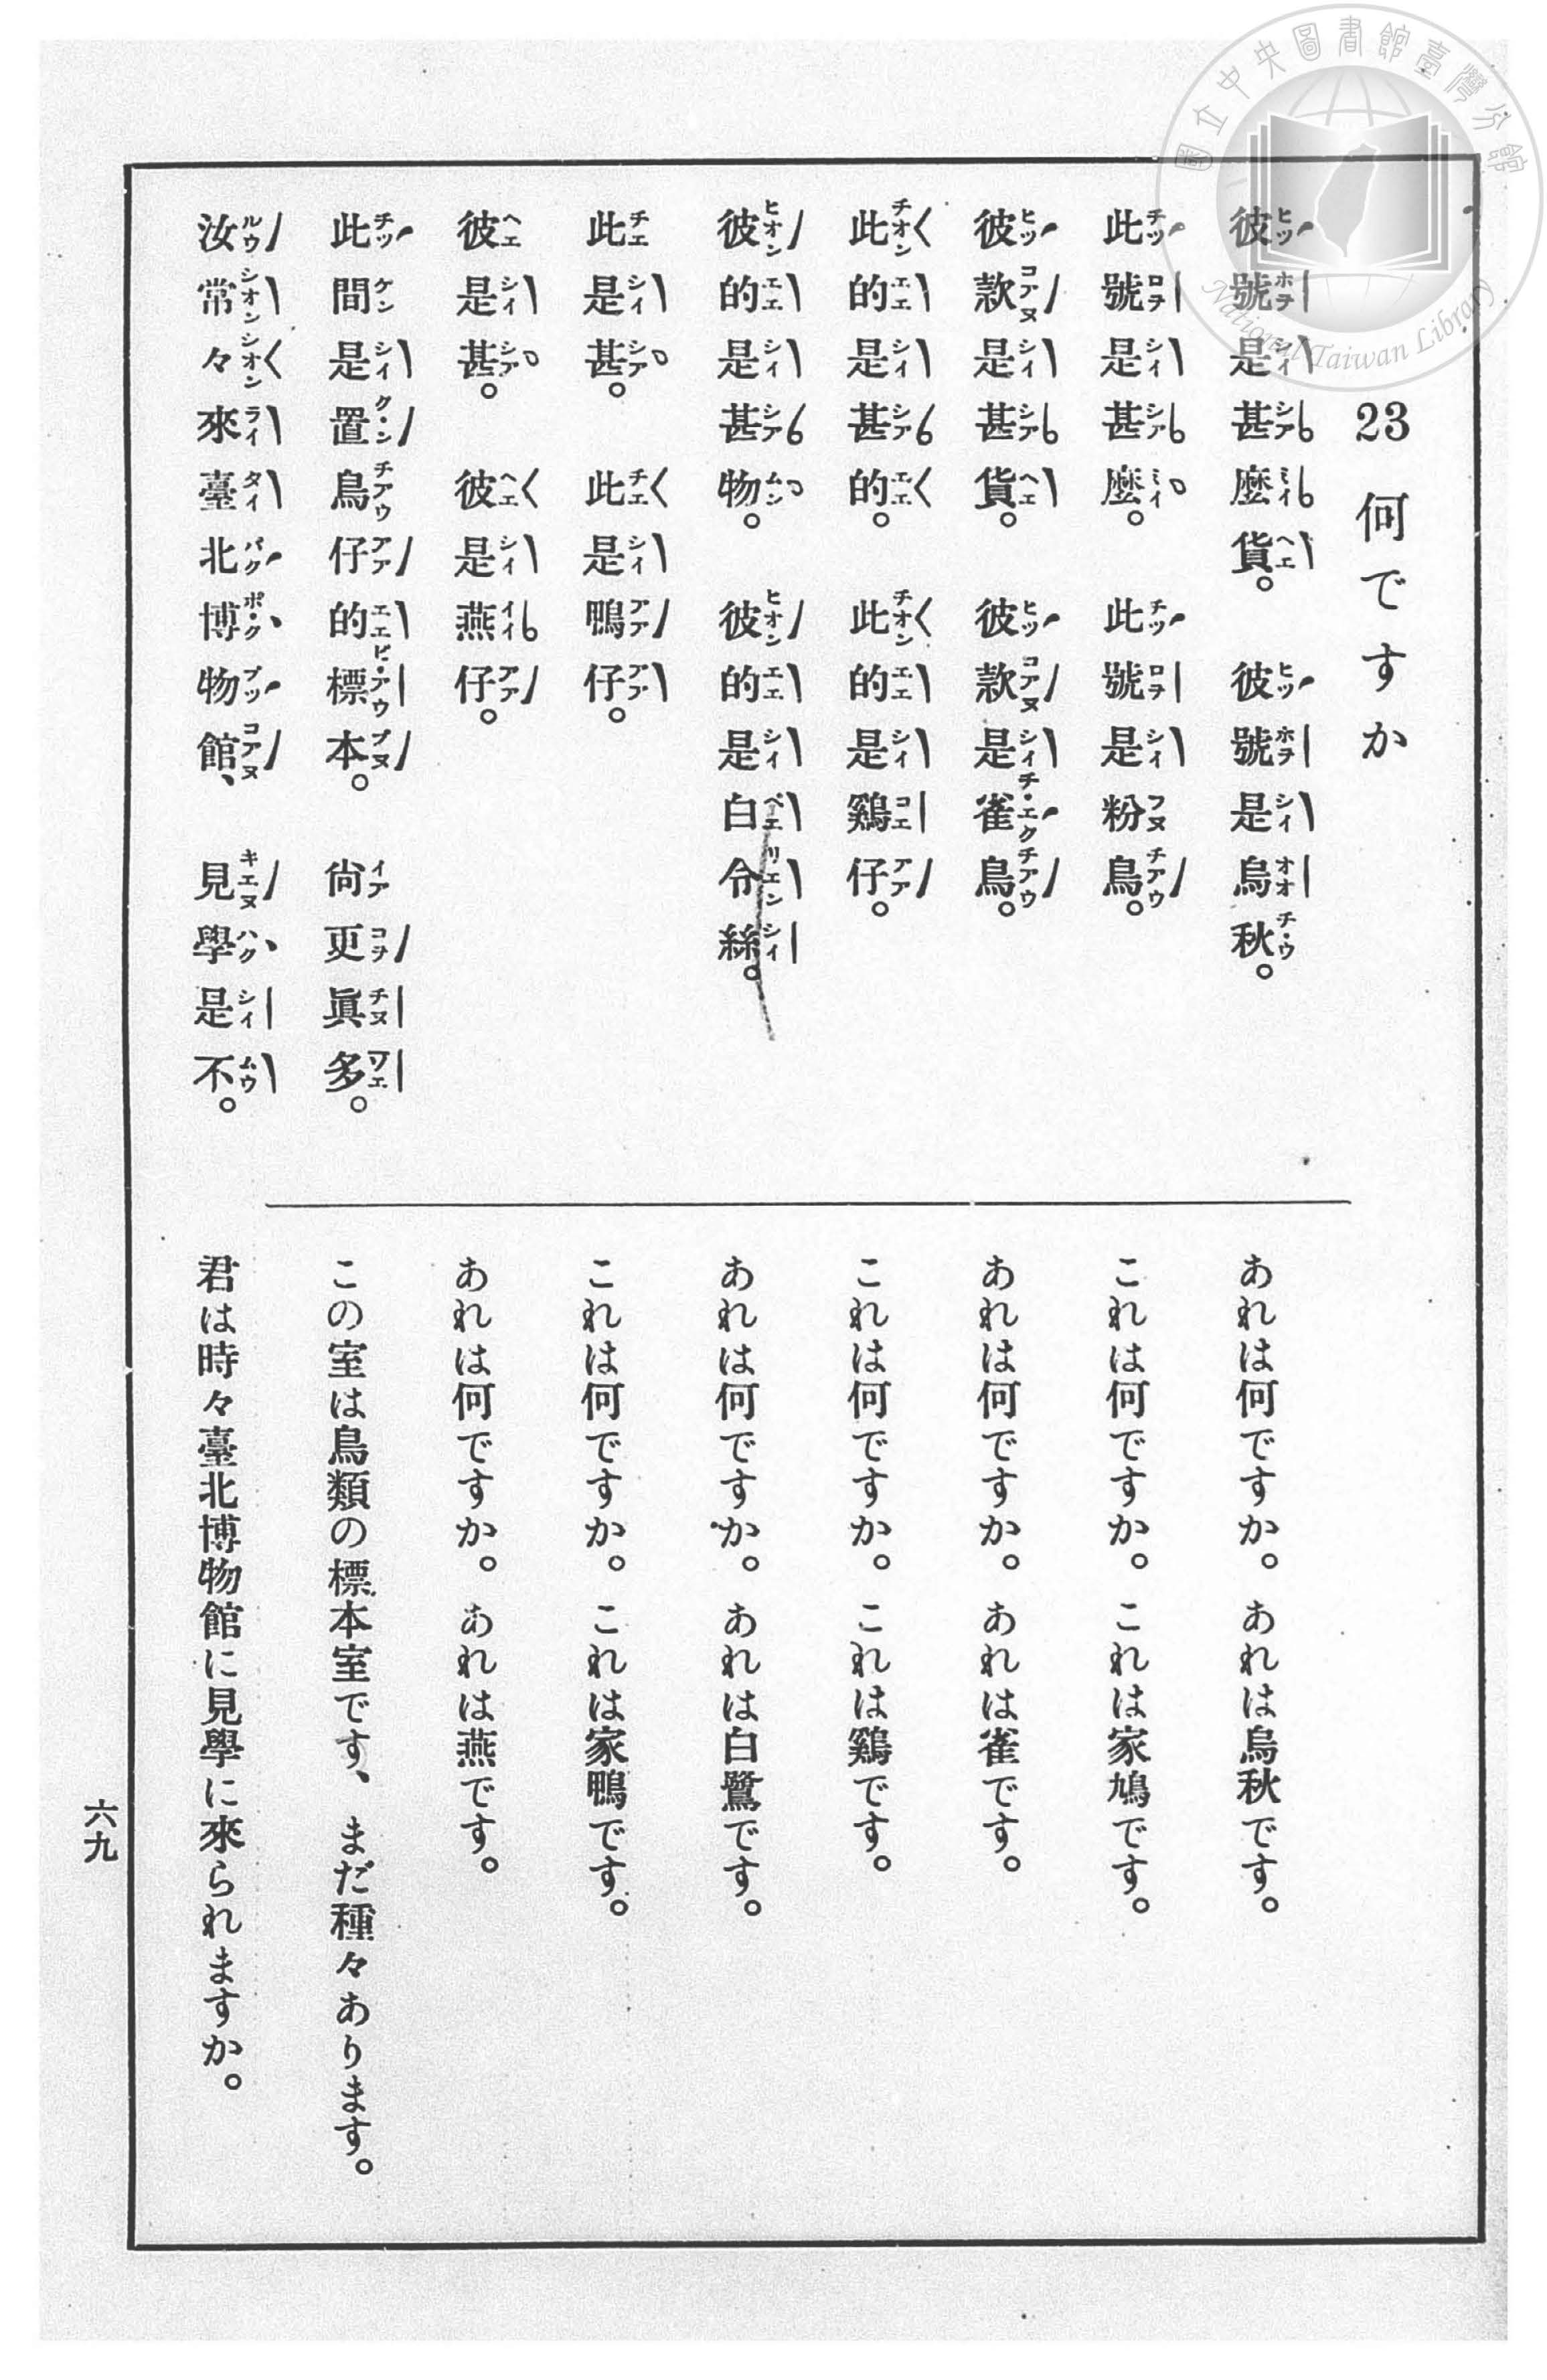 國立中央圖書館臺灣分館
National Taiwan Library
23 何ですか
彼號是甚麼貨。 彼號是烏秋。
あれは何ですか。あれは烏秋です。
此號是甚麼。 此號是粉鳥。
これは何ですか。これは家鳩です。
彼款是甚貨。 彼款是雀鳥。
あれは何ですか。あれは雀です。
此的是甚的。 此的是鷄仔。
これは何ですか。これは鷄です。
彼的是甚物。 彼的是白令絲。
あれは何ですか。あれは白鷺です。
此是甚。 此是鴨仔。
これは何ですか。これは家鴨です。
彼是甚。 彼是燕仔。
あれは何ですか。あれは燕です。
此間是置鳥仔的標本。 尙更眞多。
この室は鳥類の標本室です、まだ種々あります。
汝常々來臺北博物館、 見學是不。
君は時々臺北博物館に見學に來られますか。
六九